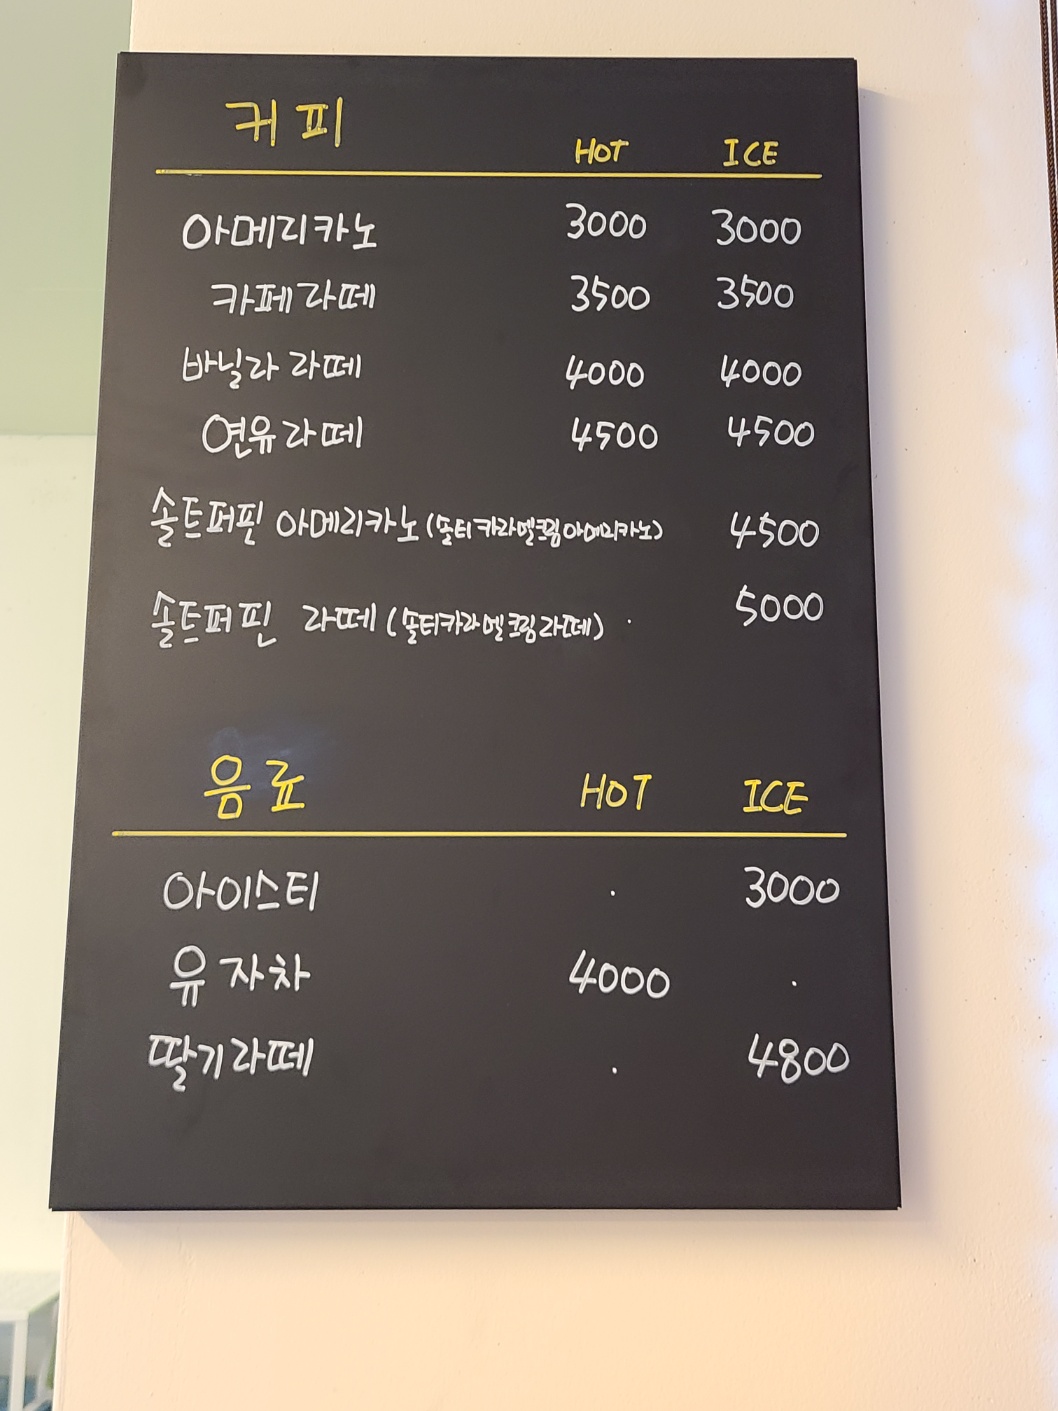 커피 HOT ICE
아메리카노 3000 3000
카페라떼 3500 3500
바닐라 라떼 4000 4000
연유라떼 4500 4500
솔트퍼핀 아메리카노 (솔티카라멜크림아메리카노) 4500
솔트퍼핀 라떼 (솔티카라멜크림라떼) · 5000
음료 HOT ICE
아이스티 · 3000
유자차 4000 ·
딸기라떼 · 4800